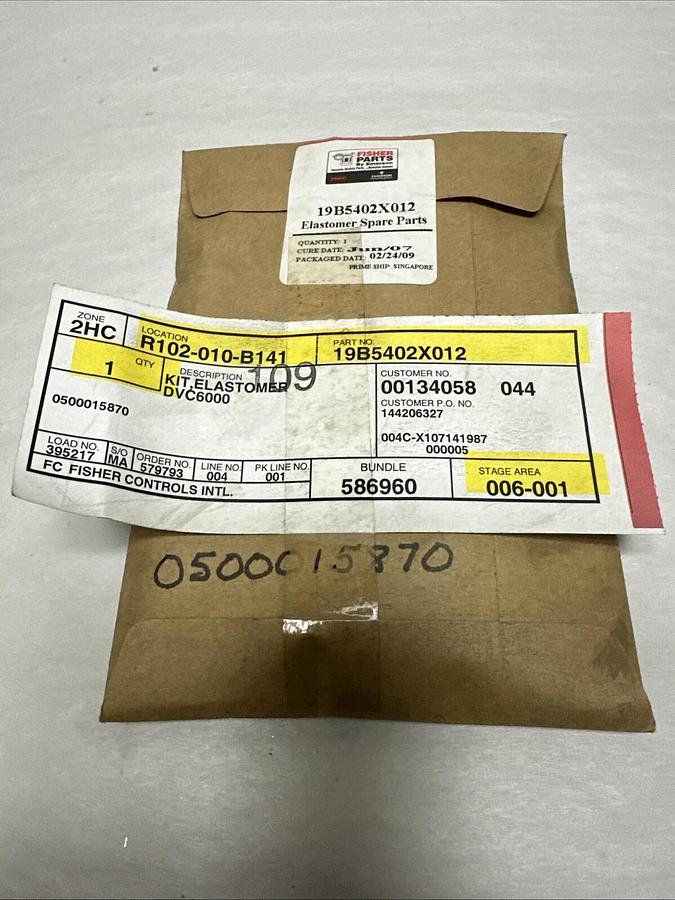 FISHER
PARTS
By Emerson
19B5402X012
Elastomer Spare Parts
QUANTITY: 1
CURE DATE: Jun/07
PACKAGED DATE: 02/24/09
PRIME SHIP: SINGAPORE
ZONE
2HC
LOCATION
R102-010-B141
PART NO.
19B5402X012
QTY
1
DESCRIPTION
KIT,ELASTOMER
DVC6000
109
CUSTOMER NO.
00134058 044
CUSTOMER P.O. NO.
144206327
0500015870
004C-X107141987
000005
LOAD NO.
395217
S/O
MA
ORDER NO.
579793
LINE NO.
004
PK LINE NO.
001
BUNDLE
586960
STAGE AREA
006-001
FC FISHER CONTROLS INTL.
0500015870